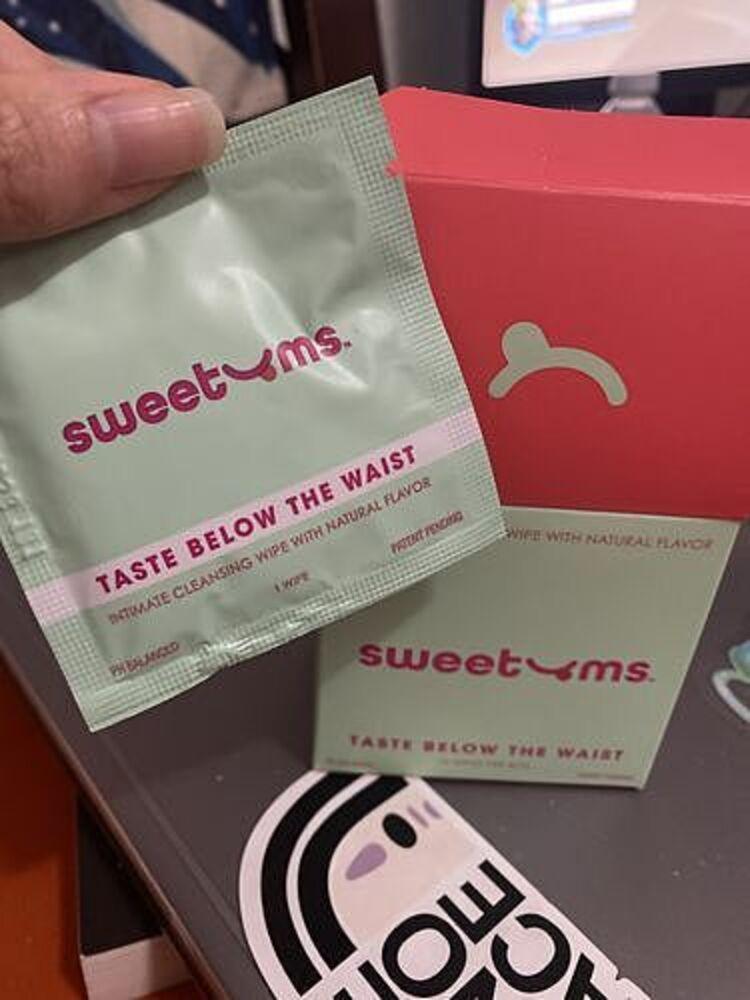 sweetums.
TASTE BELOW THE WAIST
INTIMATE CLEANSING WIPE WITH NATURAL FLAVOR
1 WIPE
PATENT PENDING
PH BALANCED
WIPE WITH NATURAL FLAVOR
sweetums.
TASTE BELOW THE WAIST